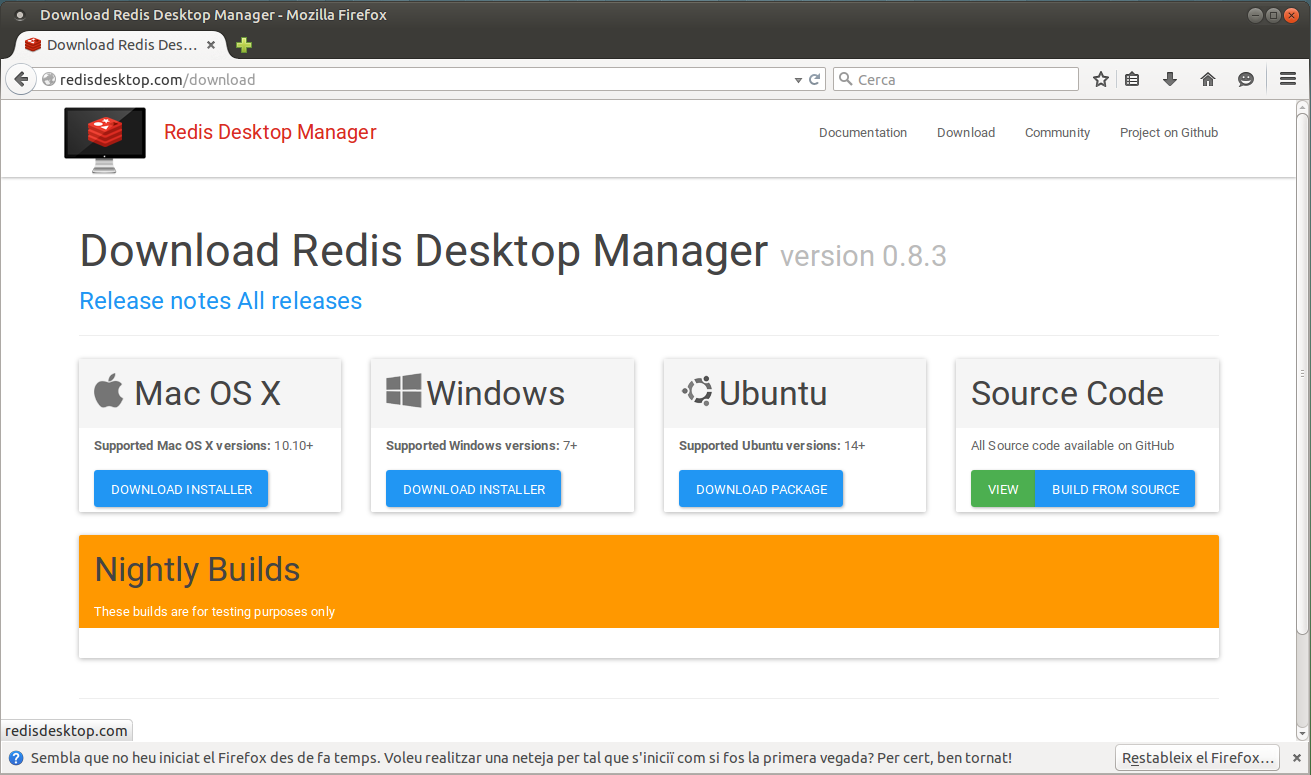 Download Redis Desktop Manager - Mozilla Firefox
Download Redis Des...
redisdesktop.com/download
Cerca
Redis Desktop Manager
Documentation
Download
Community
Project on Github
Download Redis Desktop Manager version 0.8.3
Release notes All releases
Mac OS X
Supported Mac OS X versions: 10.10+
DOWNLOAD INSTALLER
Windows
Supported Windows versions: 7+
DOWNLOAD INSTALLER
Ubuntu
Supported Ubuntu versions: 14+
DOWNLOAD PACKAGE
Source Code
All Source code available on GitHub
VIEW
BUILD FROM SOURCE
Nightly Builds
These builds are for testing purposes only
redisdesktop.com
Sembla que no heu iniciat el Firefox des de fa temps. Voleu realitzar una neteja per tal que s'iniciï com si fos la primera vegada? Per cert, ben tornat!
Restableix el Firefox...